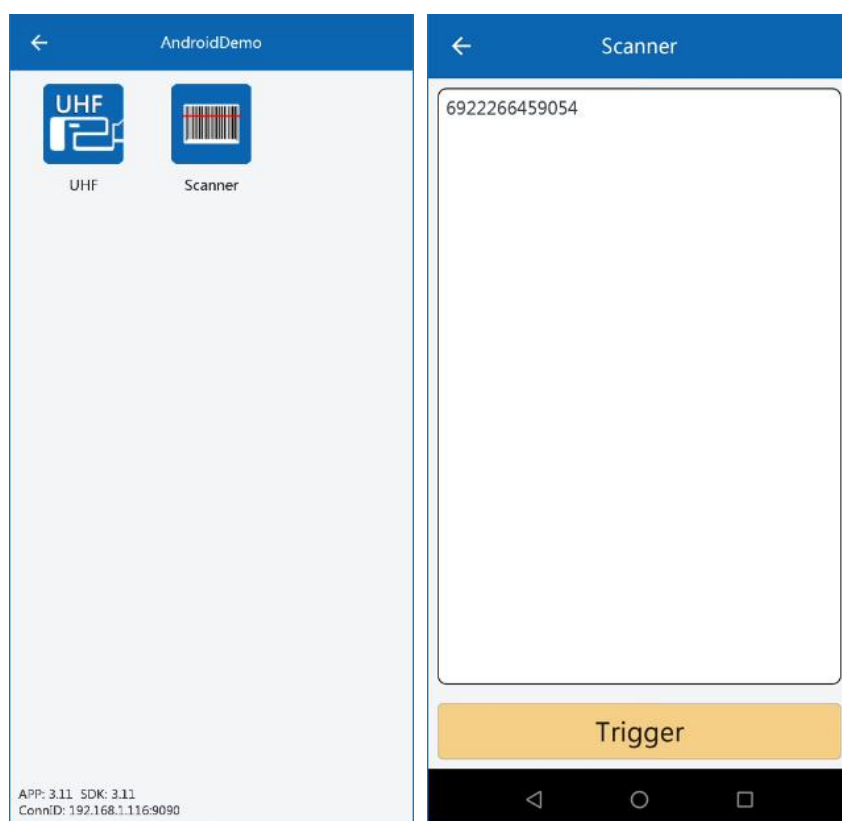 AndroidDemo
UHF
UHF
Scanner
APP: 3.11 SDK: 3.11
ConniD: 192.168.1.116:9090
Scanner
6922266459054
Trigger